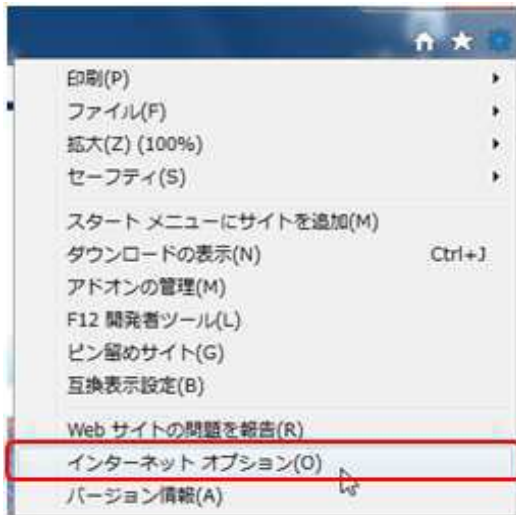 印刷(P)
ファイル(F)
拡大(Z) (100%)
セーフティ(S)
スタート メニューにサイトを追加(M)
ダウンロードの表示(N) Ctrl+J
アドオンの管理(M)
F12 開発者ツール(L)
ピン留めサイト(G)
互換表示設定(B)
Web サイトの問題を報告(R)
インターネット オプション(O)
バージョン情報(A)